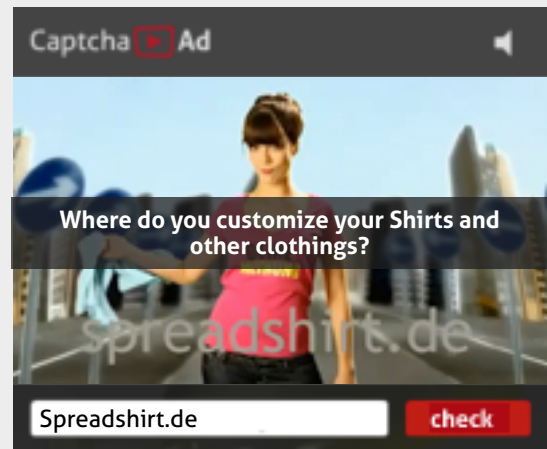 Captcha Ad
Where do you customize your Shirts and
other clothings?
spreadshirt.de
Spreadshirt.de
check